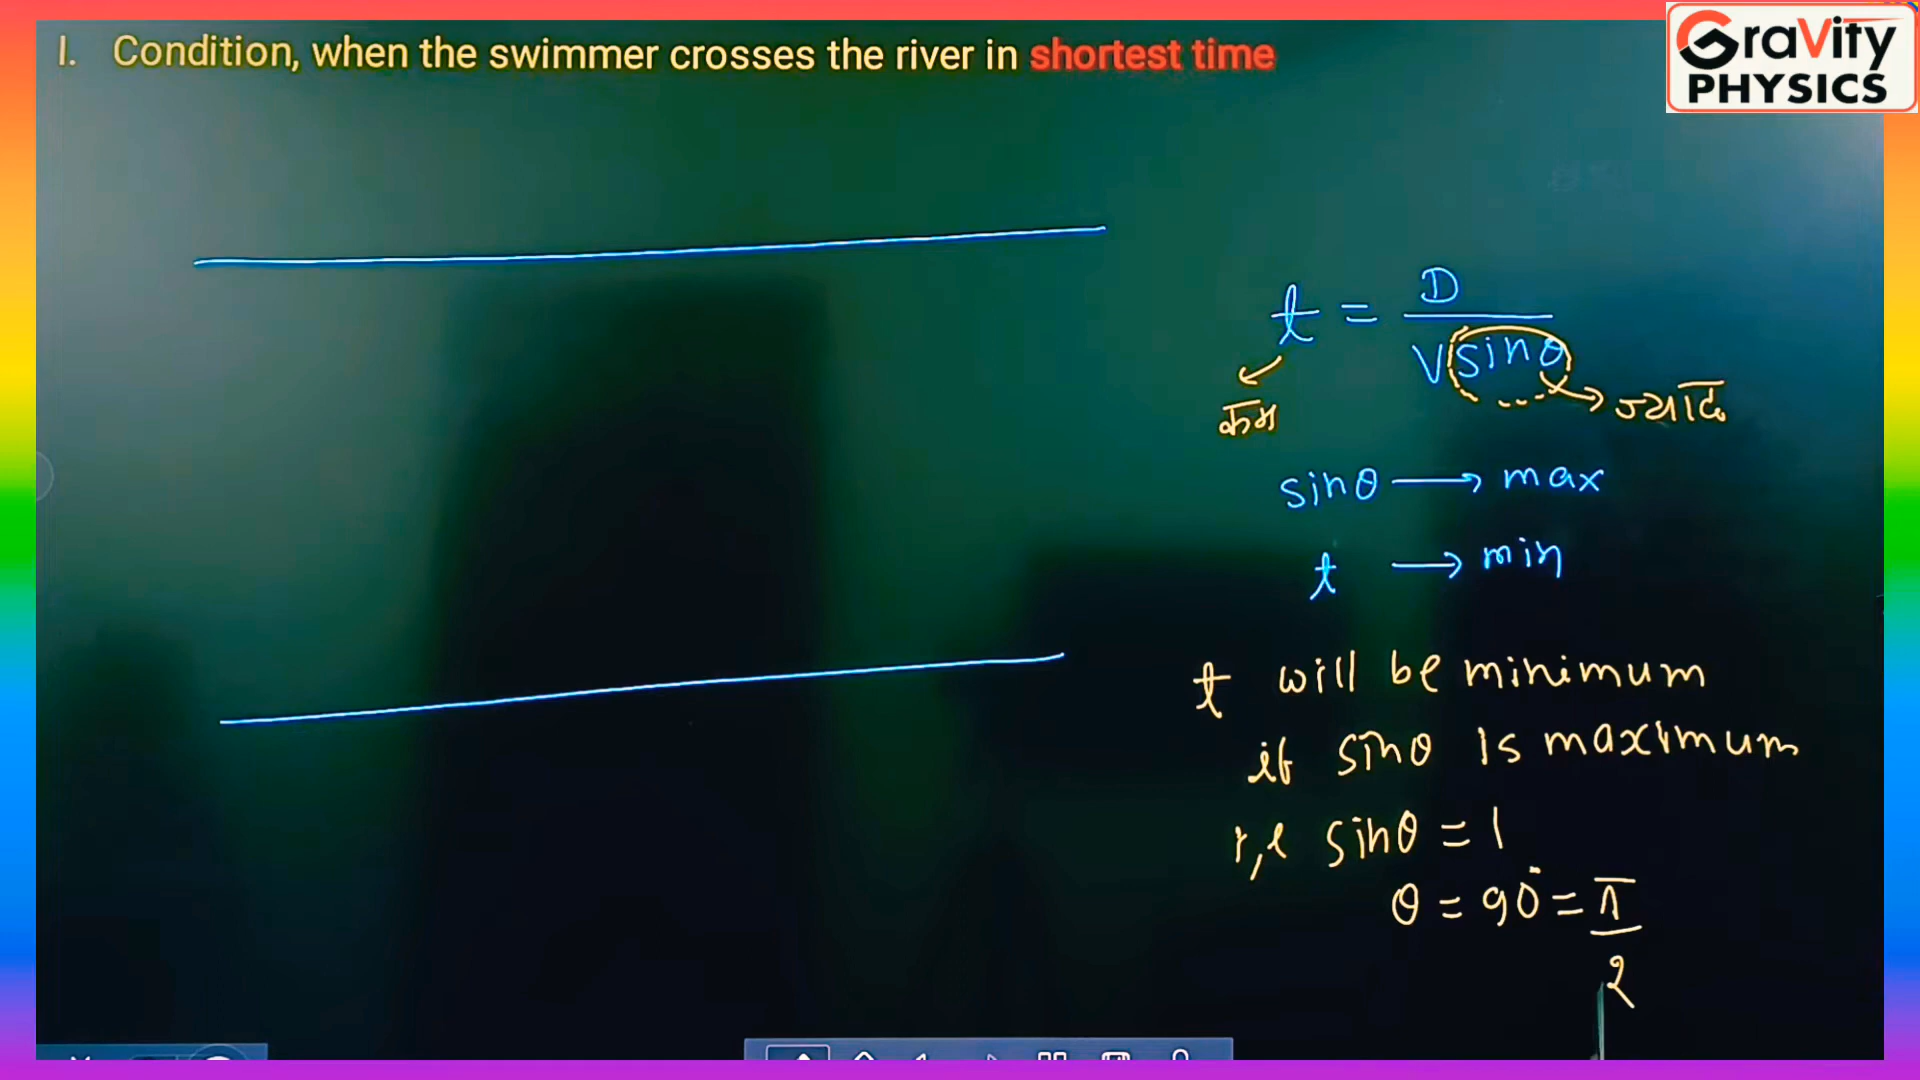 I. Condition, when the swimmer crosses the river in shortest time
GraVity
PHYSICS
t = D / V sinθ
कम
sinθ → max
t → min
t will be minimum
if sinθ is maximum
i,e sinθ = 1
θ = 90° = π/2